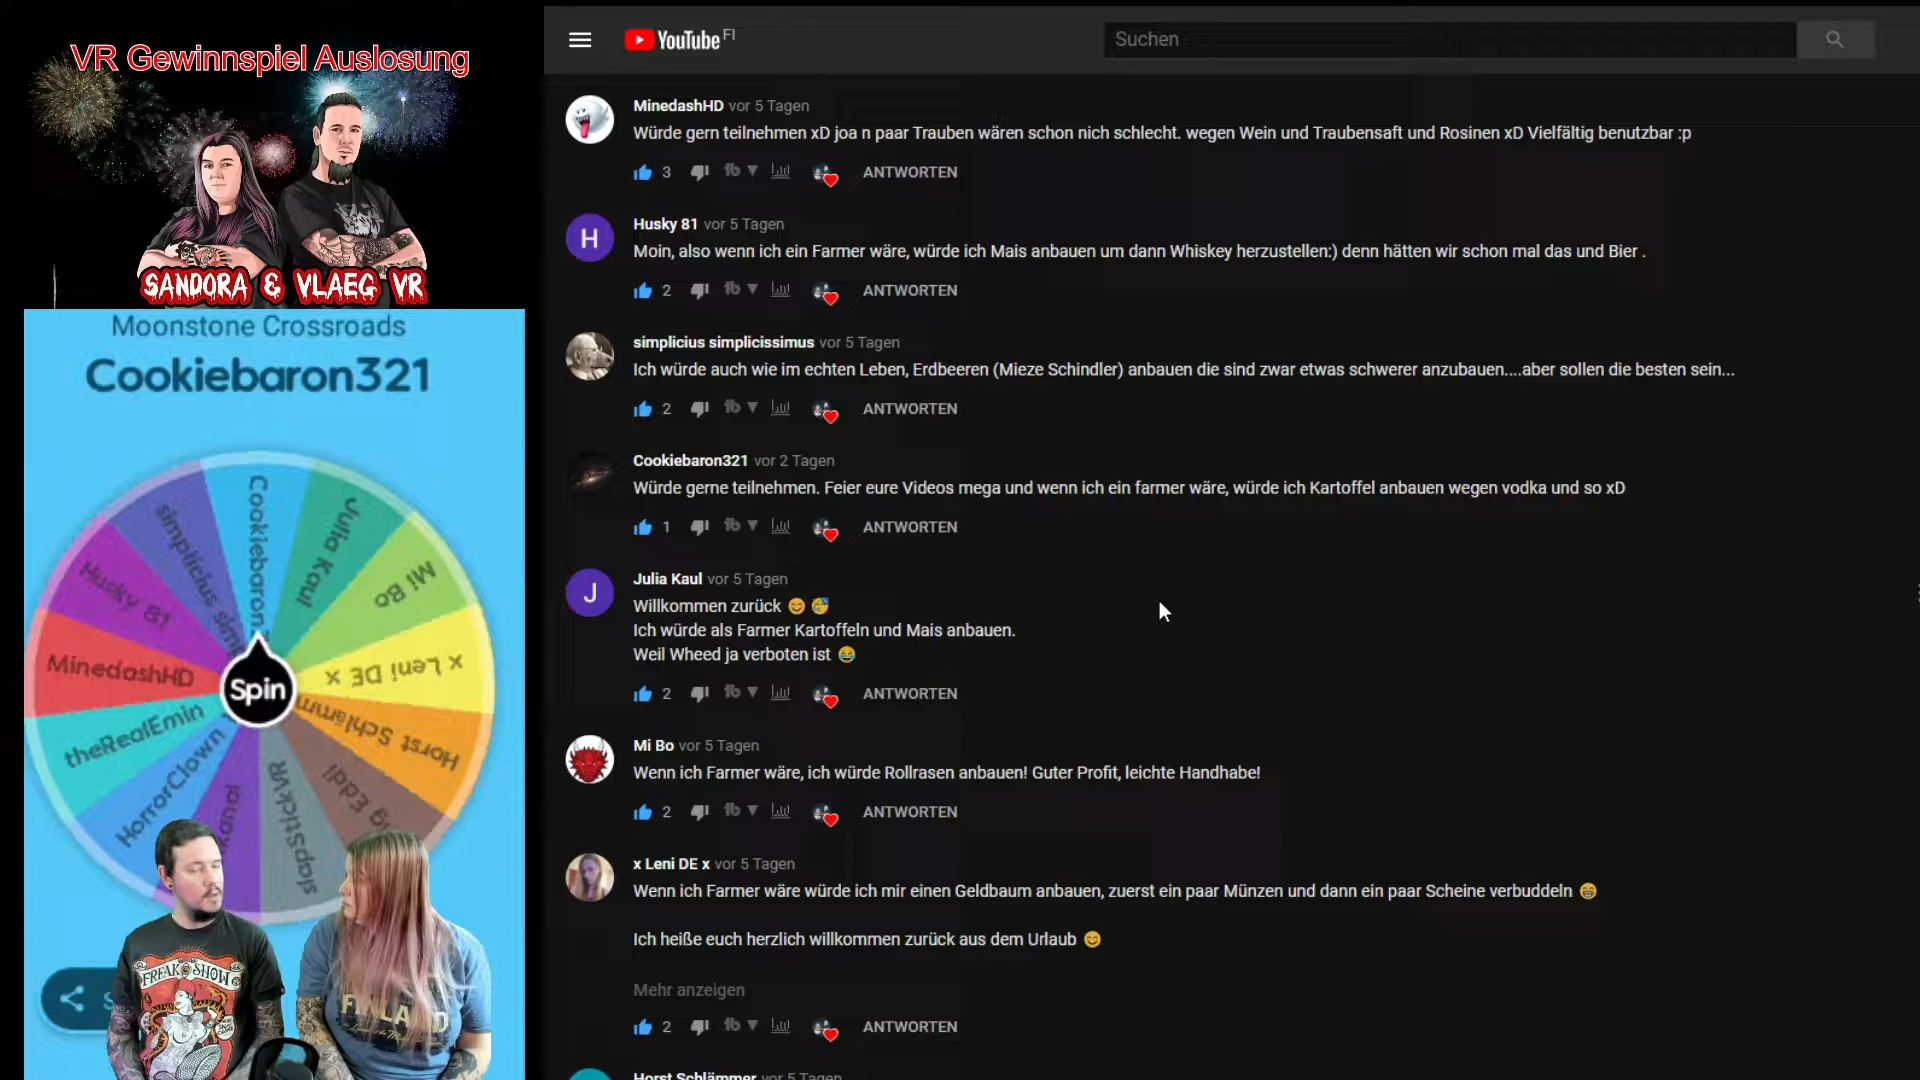 VR Gewinnspiel Auslosung
SANDORA & VLAEG VR
Moonstone Crossroads
Cookiebaron321
Cookiebaron
Julia Kaul
Mi Bo
x Leni DE x
Horst Schlämm
g Eddi
slapStickVR
kanal
HorrorClown
theRealEmin
MinedashHD
Husky 81
simplicius simpl
Spin
FREAK SHOW
FINLAND
YouTube FI
Suchen
MinedashHD vor 5 Tagen
Würde gern teilnehmen xD joa n paar Trauben wären schon nich schlecht. wegen Wein und Traubensaft und Rosinen xD Vielfältig benutzbar :p
3 ANTWORTEN
H
Husky 81 vor 5 Tagen
Moin, also wenn ich ein Farmer wäre, würde ich Mais anbauen um dann Whiskey herzustellen:) denn hätten wir schon mal das und Bier .
2 ANTWORTEN
simplicius simplicissimus vor 5 Tagen
Ich würde auch wie im echten Leben, Erdbeeren (Mieze Schindler) anbauen die sind zwar etwas schwerer anzubauen....aber sollen die besten sein...
2 ANTWORTEN
Cookiebaron321 vor 2 Tagen
Würde gerne teilnehmen. Feier eure Videos mega und wenn ich ein farmer wäre, würde ich Kartoffel anbauen wegen vodka und so xD
1 ANTWORTEN
J
Julia Kaul vor 5 Tagen
Willkommen zurück 😊 🥳
Ich würde als Farmer Kartoffeln und Mais anbauen.
Weil Wheed ja verboten ist 😂
2 ANTWORTEN
Mi Bo vor 5 Tagen
Wenn ich Farmer wäre, ich würde Rollrasen anbauen! Guter Profit, leichte Handhabe!
2 ANTWORTEN
x Leni DE x vor 5 Tagen
Wenn ich Farmer wäre würde ich mir einen Geldbaum anbauen, zuerst ein paar Münzen und dann ein paar Scheine verbuddeln 😁
Ich heiße euch herzlich willkommen zurück aus dem Urlaub 😊
Mehr anzeigen
2 ANTWORTEN
Horst Schlämmer vor 5 Tagen